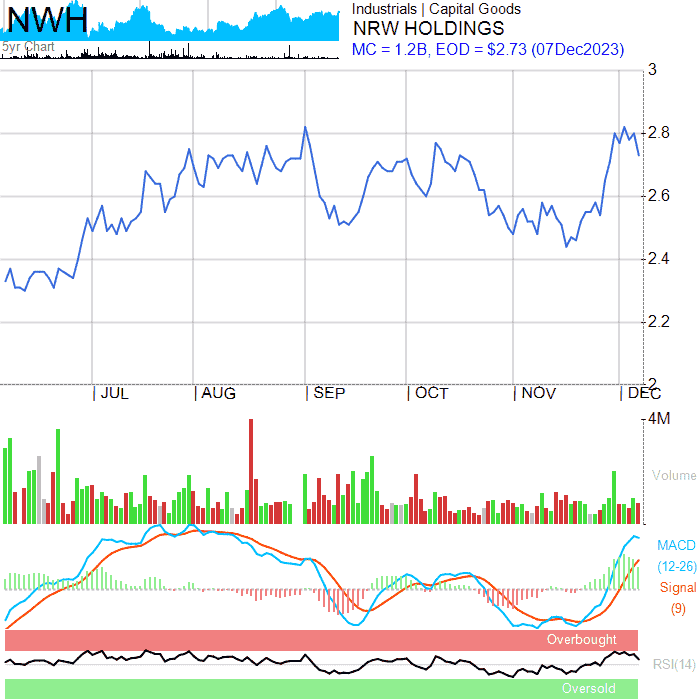 NWH
5yr Chart
Industrials | Capital Goods
NRW HOLDINGS
MC = 1.2B, EOD = $2.73 (07Dec2023)
3
2.8
2.6
2.4
2.2
2
JUL AUG SEP OCT NOV DEC
4M
Volume
MACD
(12-26)
Signal
(9)
Overbought
RSI(14)
Oversold